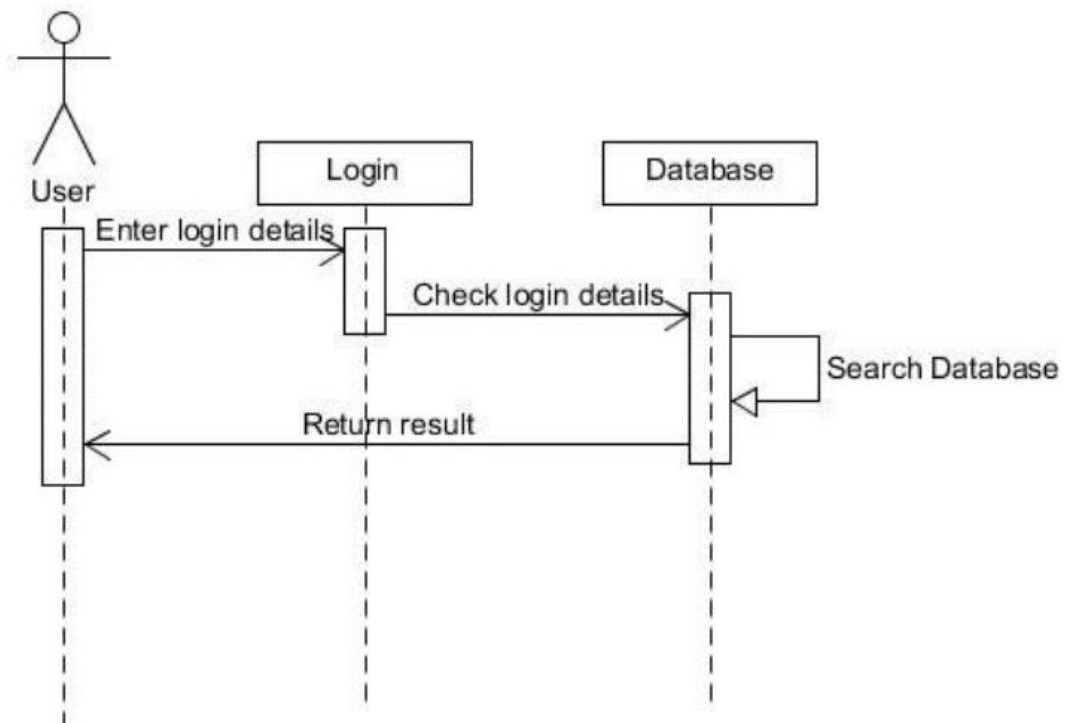 User
Login
Database
Enter login details
Check login details
Search Database
Return result